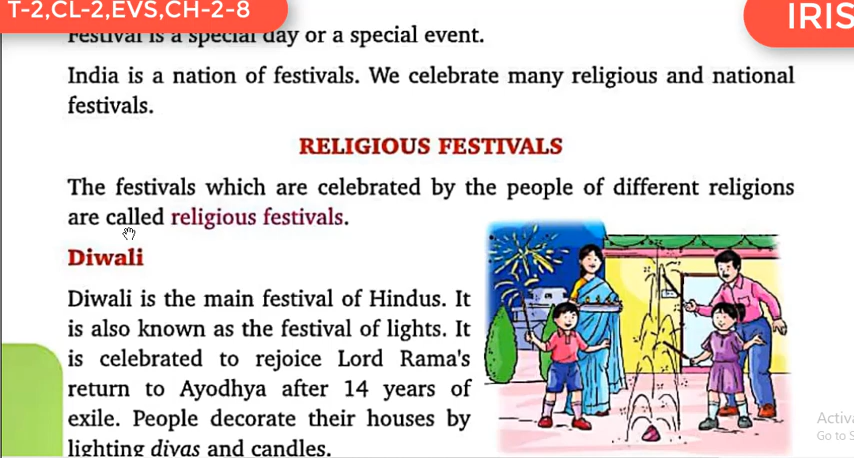 T-2,CL-2,EVS,CH-2-8
IRIS
Festival is a special day or a special event.
India is a nation of festivals. We celebrate many religious and national
festivals.
RELIGIOUS FESTIVALS
The festivals which are celebrated by the people of different religions
are called religious festivals.
Diwali
Diwali is the main festival of Hindus. It
is also known as the festival of lights. It
is celebrated to rejoice Lord Rama's
return to Ayodhya after 14 years of
exile. People decorate their houses by
lighting divas and candles.
Go to